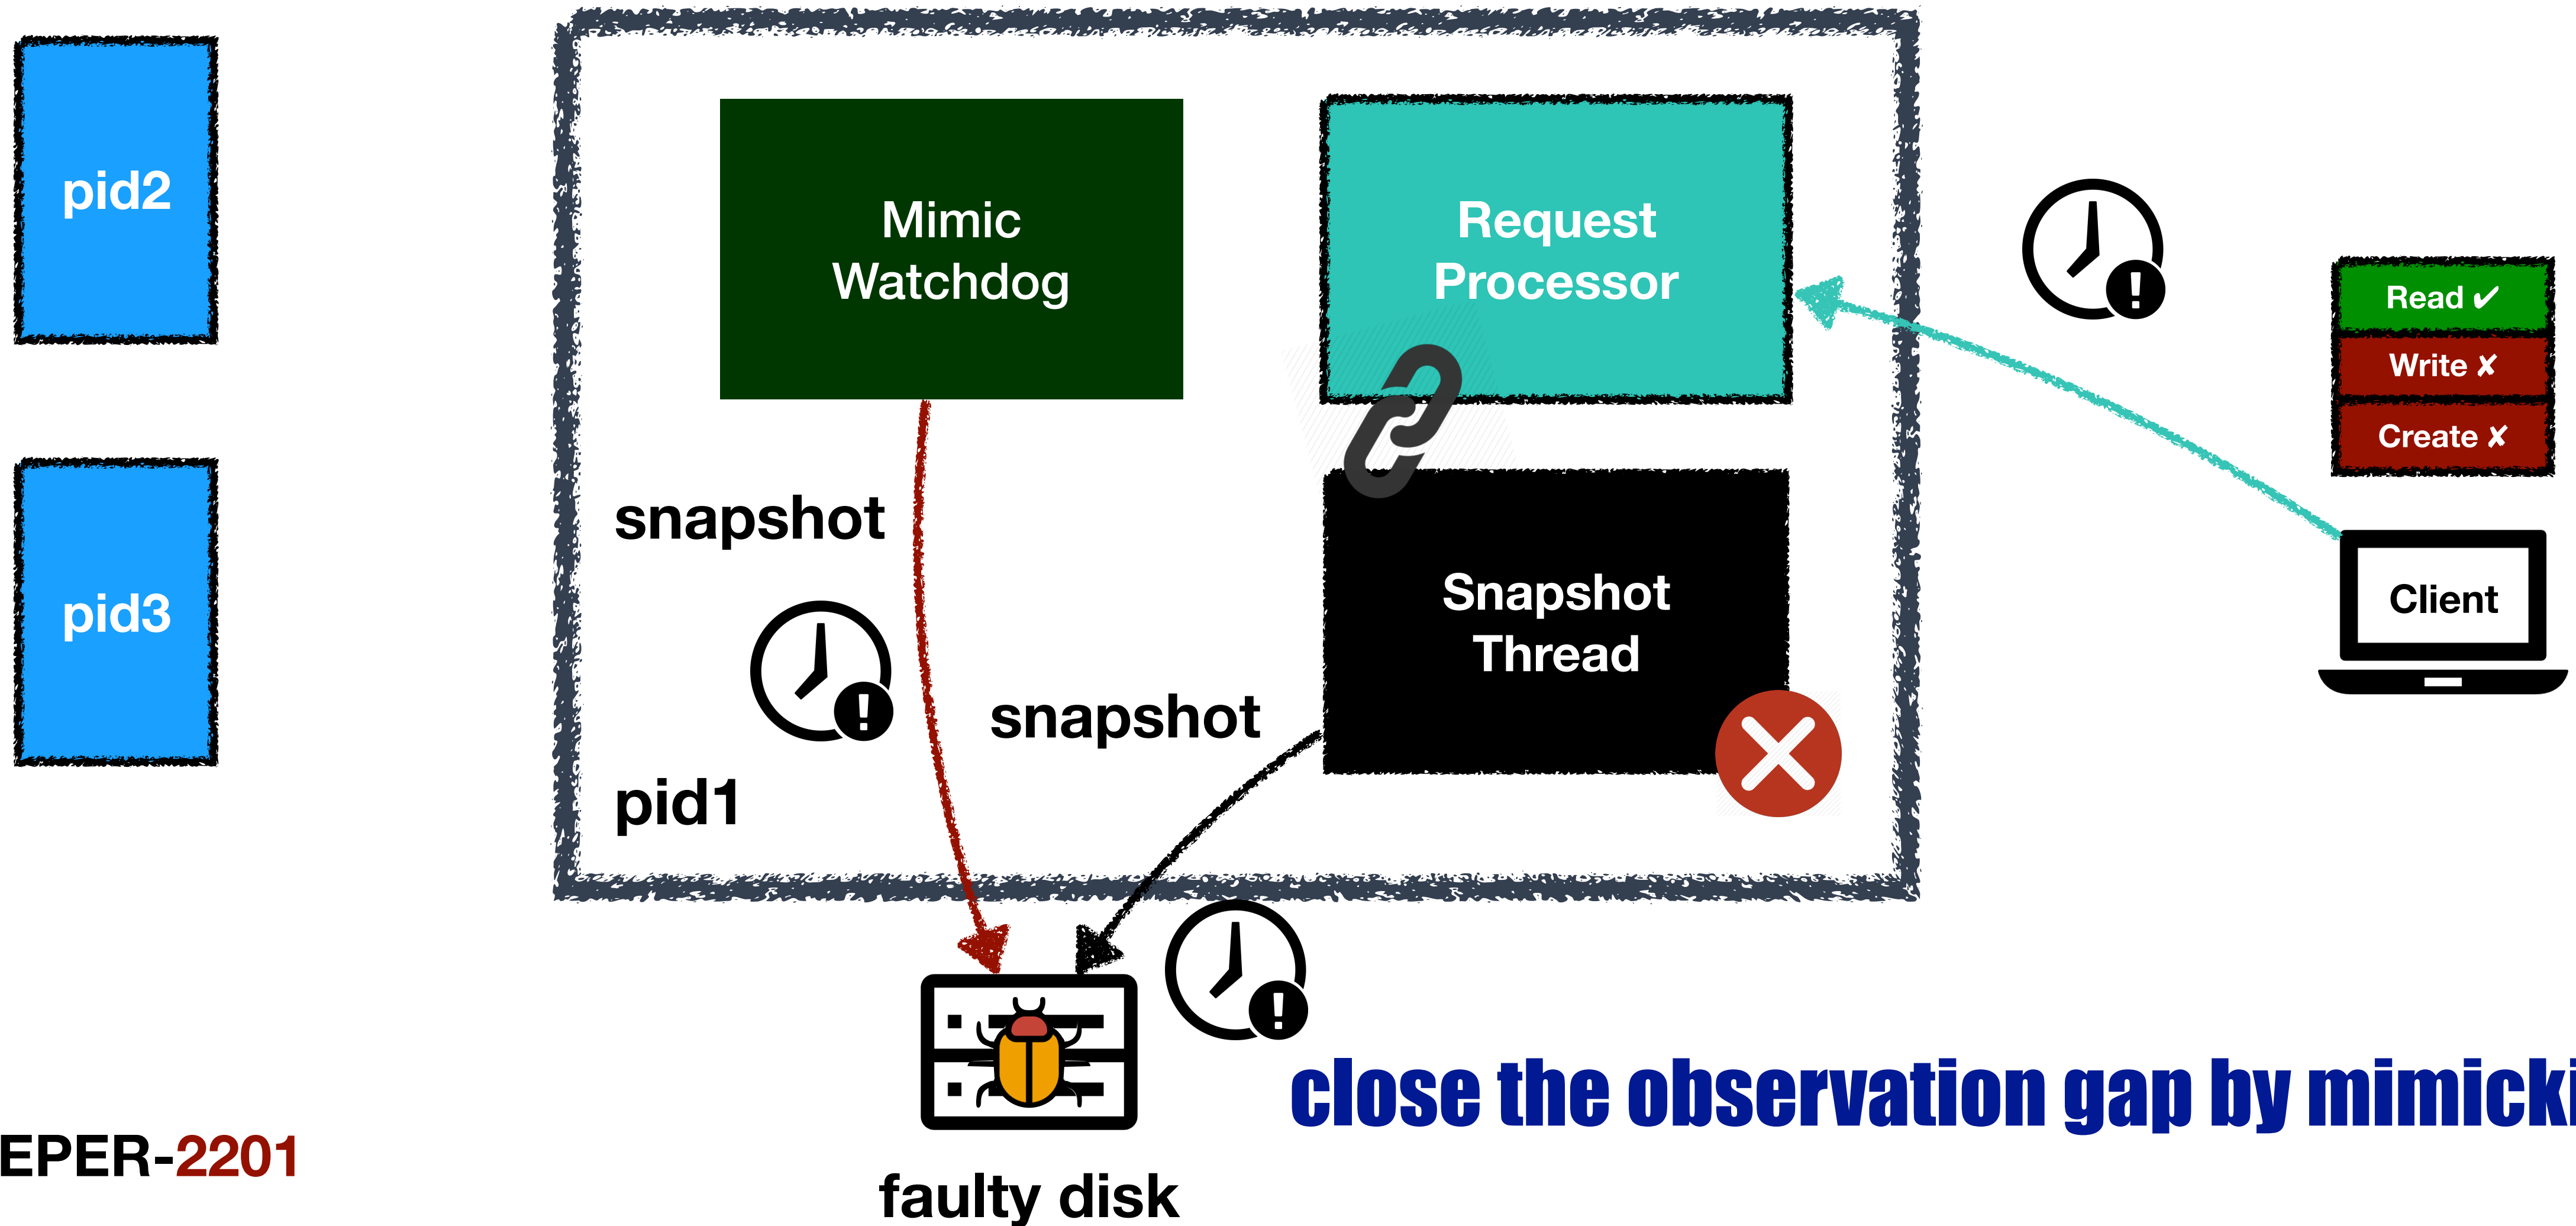 pid2
pid3
Mimic
Watchdog
Request
Processor
snapshot
snapshot
pid1
Snapshot
Thread
Read ✔
Write ✘
Create ✘
Client
close the observation gap by mimicki
EPER-2201
faulty disk